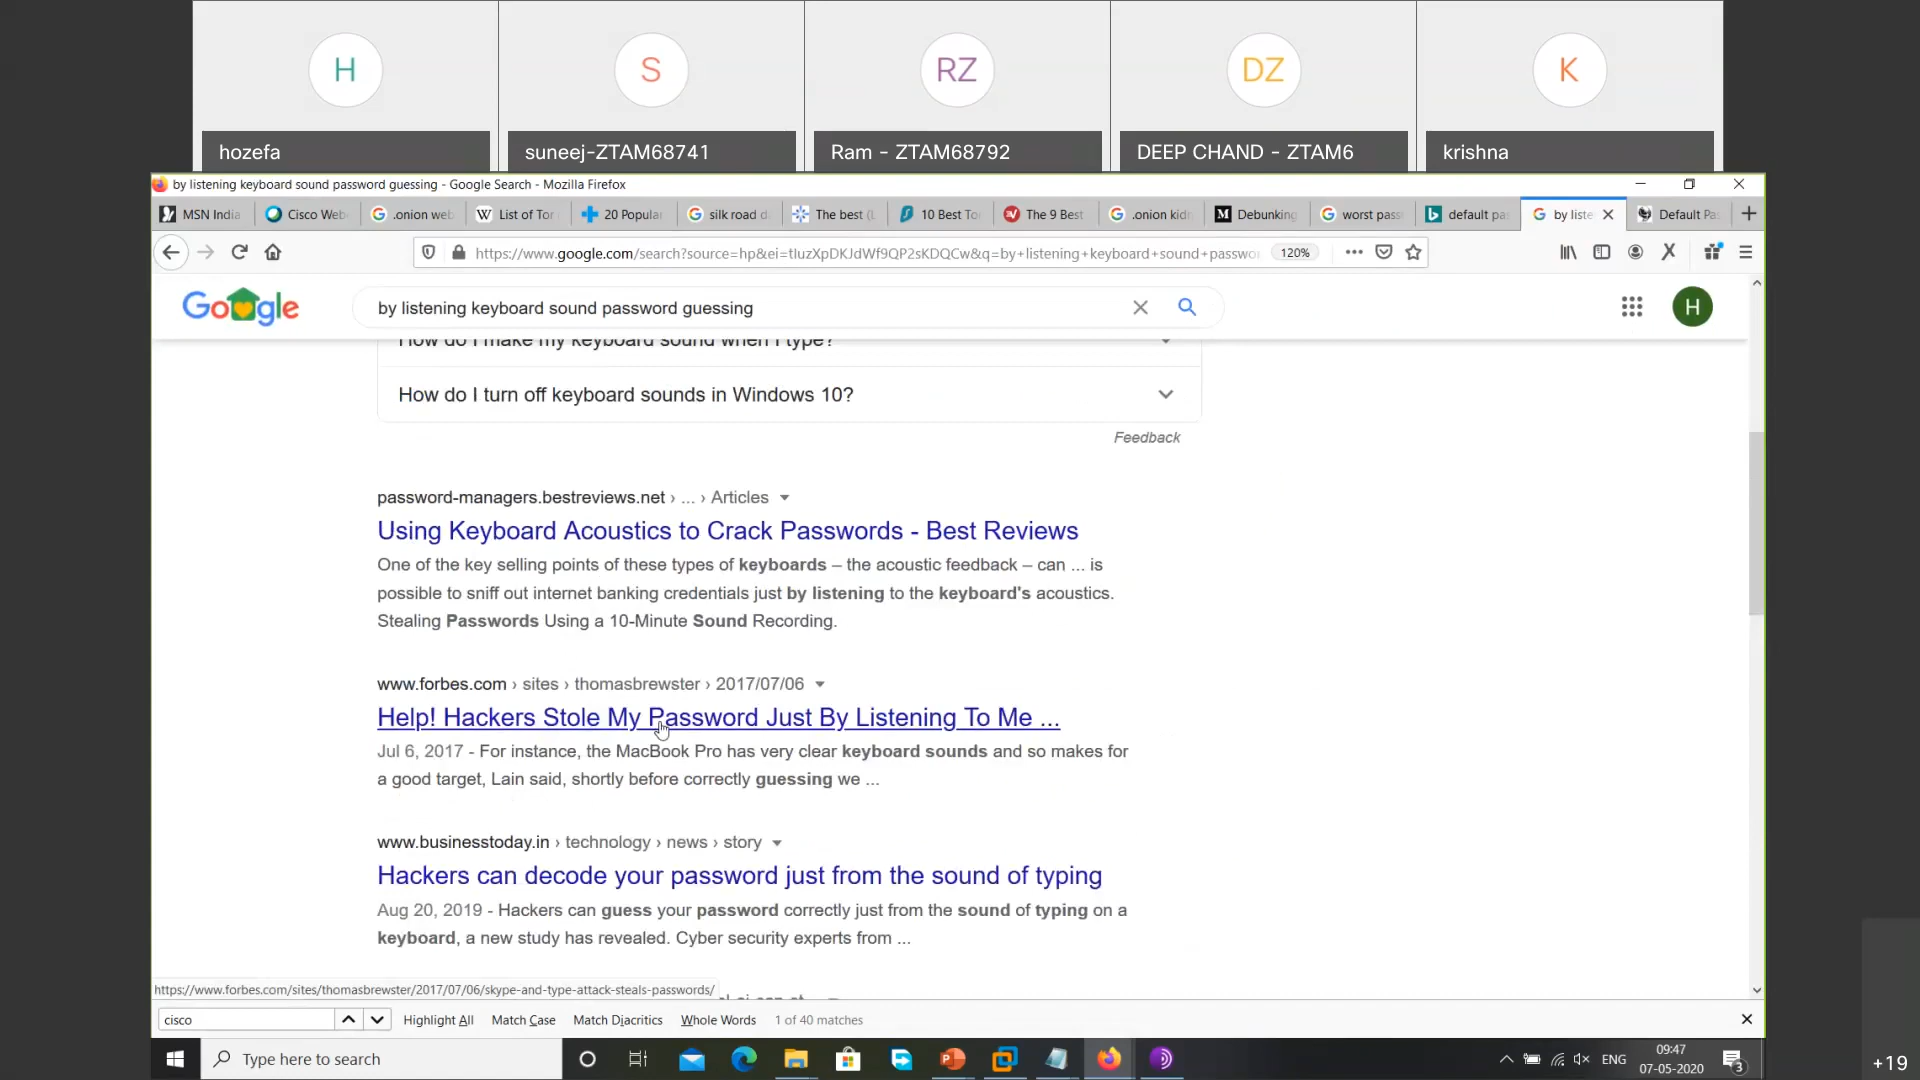 H
S
RZ
DZ
K
hozefa
suneej-ZTAM68741
Ram - ZTAM68792
DEEP CHAND - ZTAM6
krishna
by listening keyboard sound password guessing - Google Search - Mozilla Firefox
MSN India
Cisco Web
.onion web
List of Tor
20 Popular
silk road d
The best (
10 Best To
The 9 Best
.onion kidn
Debunking
worst pass
default pa
by liste
Default Pa
https://www.google.com/search?source=hp&ei=tIuzXpDKJdWf9QP2sKDQCw&q=by+listening+keyboard+sound+passwo
120%
Google
by listening keyboard sound password guessing
H
How do I make my keyboard sound when I type?
How do I turn off keyboard sounds in Windows 10?
Feedback
password-managers.bestreviews.net › ... › Articles
Using Keyboard Acoustics to Crack Passwords - Best Reviews
One of the key selling points of these types of keyboards – the acoustic feedback – can ... is
possible to sniff out internet banking credentials just by listening to the keyboard's acoustics.
Stealing Passwords Using a 10-Minute Sound Recording.
www.forbes.com › sites › thomasbrewster › 2017/07/06
Help! Hackers Stole My Password Just By Listening To Me ...
Jul 6, 2017 - For instance, the MacBook Pro has very clear keyboard sounds and so makes for
a good target, Lain said, shortly before correctly guessing we ...
www.businesstoday.in › technology › news › story
Hackers can decode your password just from the sound of typing
Aug 20, 2019 - Hackers can guess your password correctly just from the sound of typing on a
keyboard, a new study has revealed. Cyber security experts from ...
https://www.forbes.com/sites/thomasbrewster/2017/07/06/skype-and-type-attack-steals-passwords/
cisco
Highlight All
Match Case
Match Diacritics
Whole Words
1 of 40 matches
Type here to search
ENG
09:47
07-05-2020
3
+19